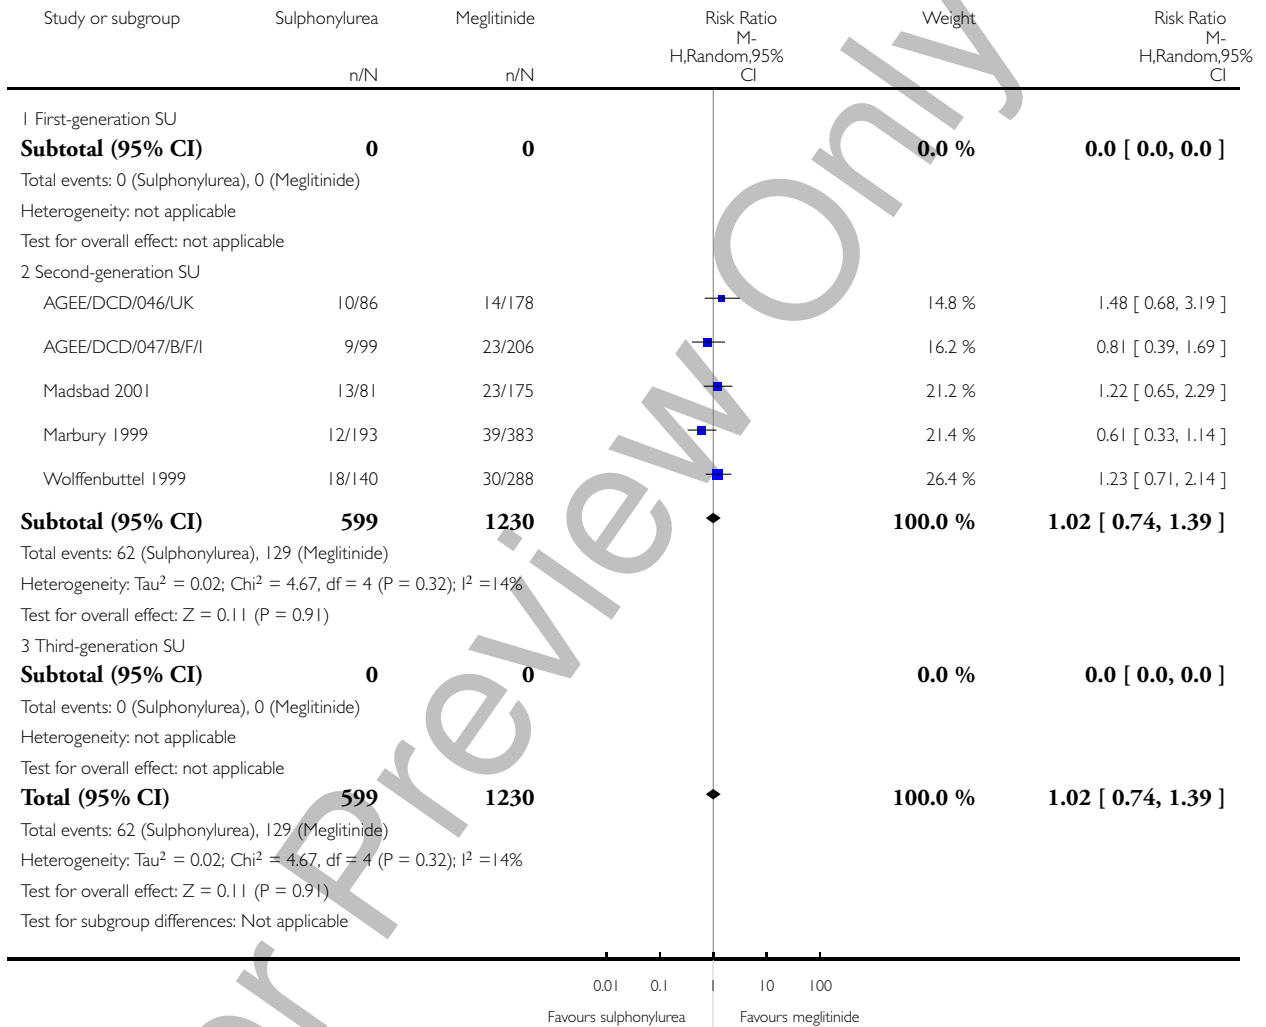 Study or subgroup Sulphonylurea Meglitinide Risk Ratio Weight Risk Ratio
M- M-
H,Random,95% H,Random,95%
n/N n/N CI CI
1 First-generation SU
Subtotal (95% CI) 0 0 0.0 % 0.0 [ 0.0, 0.0 ]
Total events: 0 (Sulphonylurea), 0 (Meglitinide)
Heterogeneity: not applicable
Test for overall effect: not applicable
2 Second-generation SU
AGEE/DCD/046/UK 10/86 14/178 14.8 % 1.48 [ 0.68, 3.19 ]
AGEE/DCD/047/B/F/I 9/99 23/206 16.2 % 0.81 [ 0.39, 1.69 ]
Madsbad 2001 13/81 23/175 21.2 % 1.22 [ 0.65, 2.29 ]
Marbury 1999 12/193 39/383 21.4 % 0.61 [ 0.33, 1.14 ]
Wolffenbuttel 1999 18/140 30/288 26.4 % 1.23 [ 0.71, 2.14 ]
Subtotal (95% CI) 599 1230 100.0 % 1.02 [ 0.74, 1.39 ]
Total events: 62 (Sulphonylurea), 129 (Meglitinide)
Heterogeneity: Tau² = 0.02; Chi² = 4.67, df = 4 (P = 0.32); I² =14%
Test for overall effect: Z = 0.11 (P = 0.91)
3 Third-generation SU
Subtotal (95% CI) 0 0 0.0 % 0.0 [ 0.0, 0.0 ]
Total events: 0 (Sulphonylurea), 0 (Meglitinide)
Heterogeneity: not applicable
Test for overall effect: not applicable
Total (95% CI) 599 1230 100.0 % 1.02 [ 0.74, 1.39 ]
Total events: 62 (Sulphonylurea), 129 (Meglitinide)
Heterogeneity: Tau² = 0.02; Chi² = 4.67, df = 4 (P = 0.32); I² =14%
Test for overall effect: Z = 0.11 (P = 0.91)
Test for subgroup differences: Not applicable
0.01 0.1 1 10 100
Favours sulphonylurea Favours meglitinide
r Preview Only